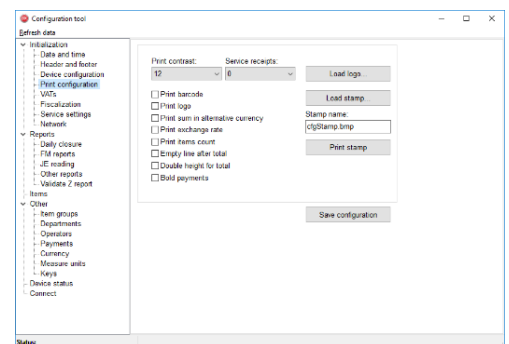 Configuration tool
Refresh data
Initialization
Date and time
Header and footer
Device configuration
Print configuration
VATs
Fiscalization
Service settings
Network
Reports
Daily closure
FM reports
JE reading
Other reports
Validate Z report
Items
Other
Item groups
Departments
Operators
Payments
Currency
Measure units
Keys
Device status
Connect
Print contrast: Service receipts:
12 0
Print barcode
Print logo
Print sum in alternative currency
Print exchange rate
Print items count
Empty line after total
Double height for total
Bold payments
Load logo...
Load stamp...
Stamp name:
cfgStamp.bmp
Print stamp
Save configuration
Status: